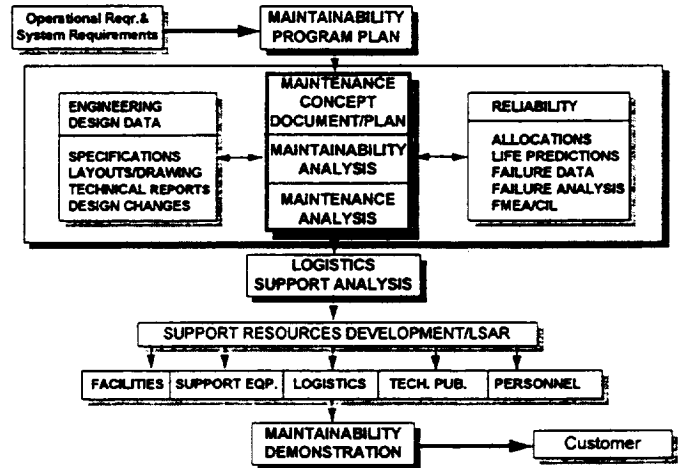 Operational Reqr.&
System Requirements
MAINTAINABILITY
PROGRAM PLAN
ENGINEERING
DESIGN DATA
SPECIFICATIONS
LAYOUTS/DRAWING
TECHNICAL REPORTS
DESIGN CHANGES
MAINTENANCE
CONCEPT
DOCUMENT/PLAN
MAINTAINABILITY
ANALYSIS
MAINTENANCE
ANALYSIS
RELIABILITY
ALLOCATIONS
LIFE PREDICTIONS
FAILURE DATA
FAILURE ANALYSIS
FMEA/CIL
LOGISTICS
SUPPORT ANALYSIS
SUPPORT RESOURCES DEVELOPMENT/LSAR
FACILITIES
SUPPORT EQP.
LOGISTICS
TECH. PUB.
PERSONNEL
MAINTAINABILITY
DEMONSTRATION
Customer